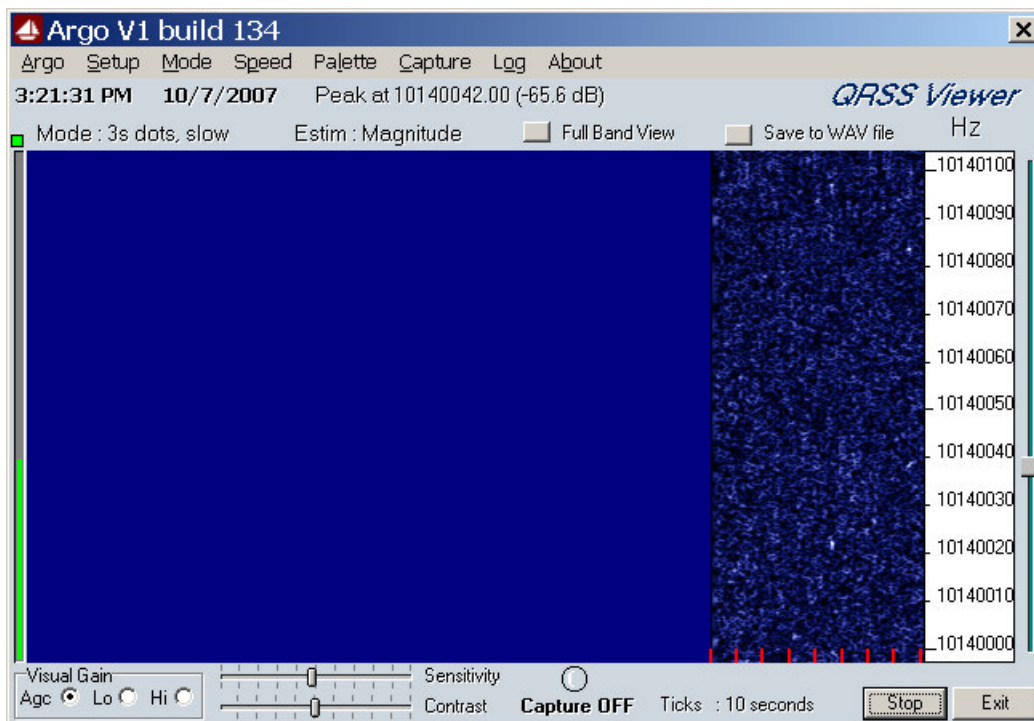 Argo V1 build 134
Argo Setup Mode Speed Palette Capture Log About
3:21:31 PM 10/7/2007 Peak at 10140042.00 (-65.6 dB) QRSS Viewer
Mode : 3s dots, slow Estim : Magnitude Full Band View Save to WAV file Hz
10140100
10140090
10140080
10140070
10140060
10140050
10140040
10140030
10140020
10140010
10140000
Visual Gain
Agc Lo Hi
Sensitivity
Contrast
Capture OFF
Ticks : 10 seconds
Stop
Exit